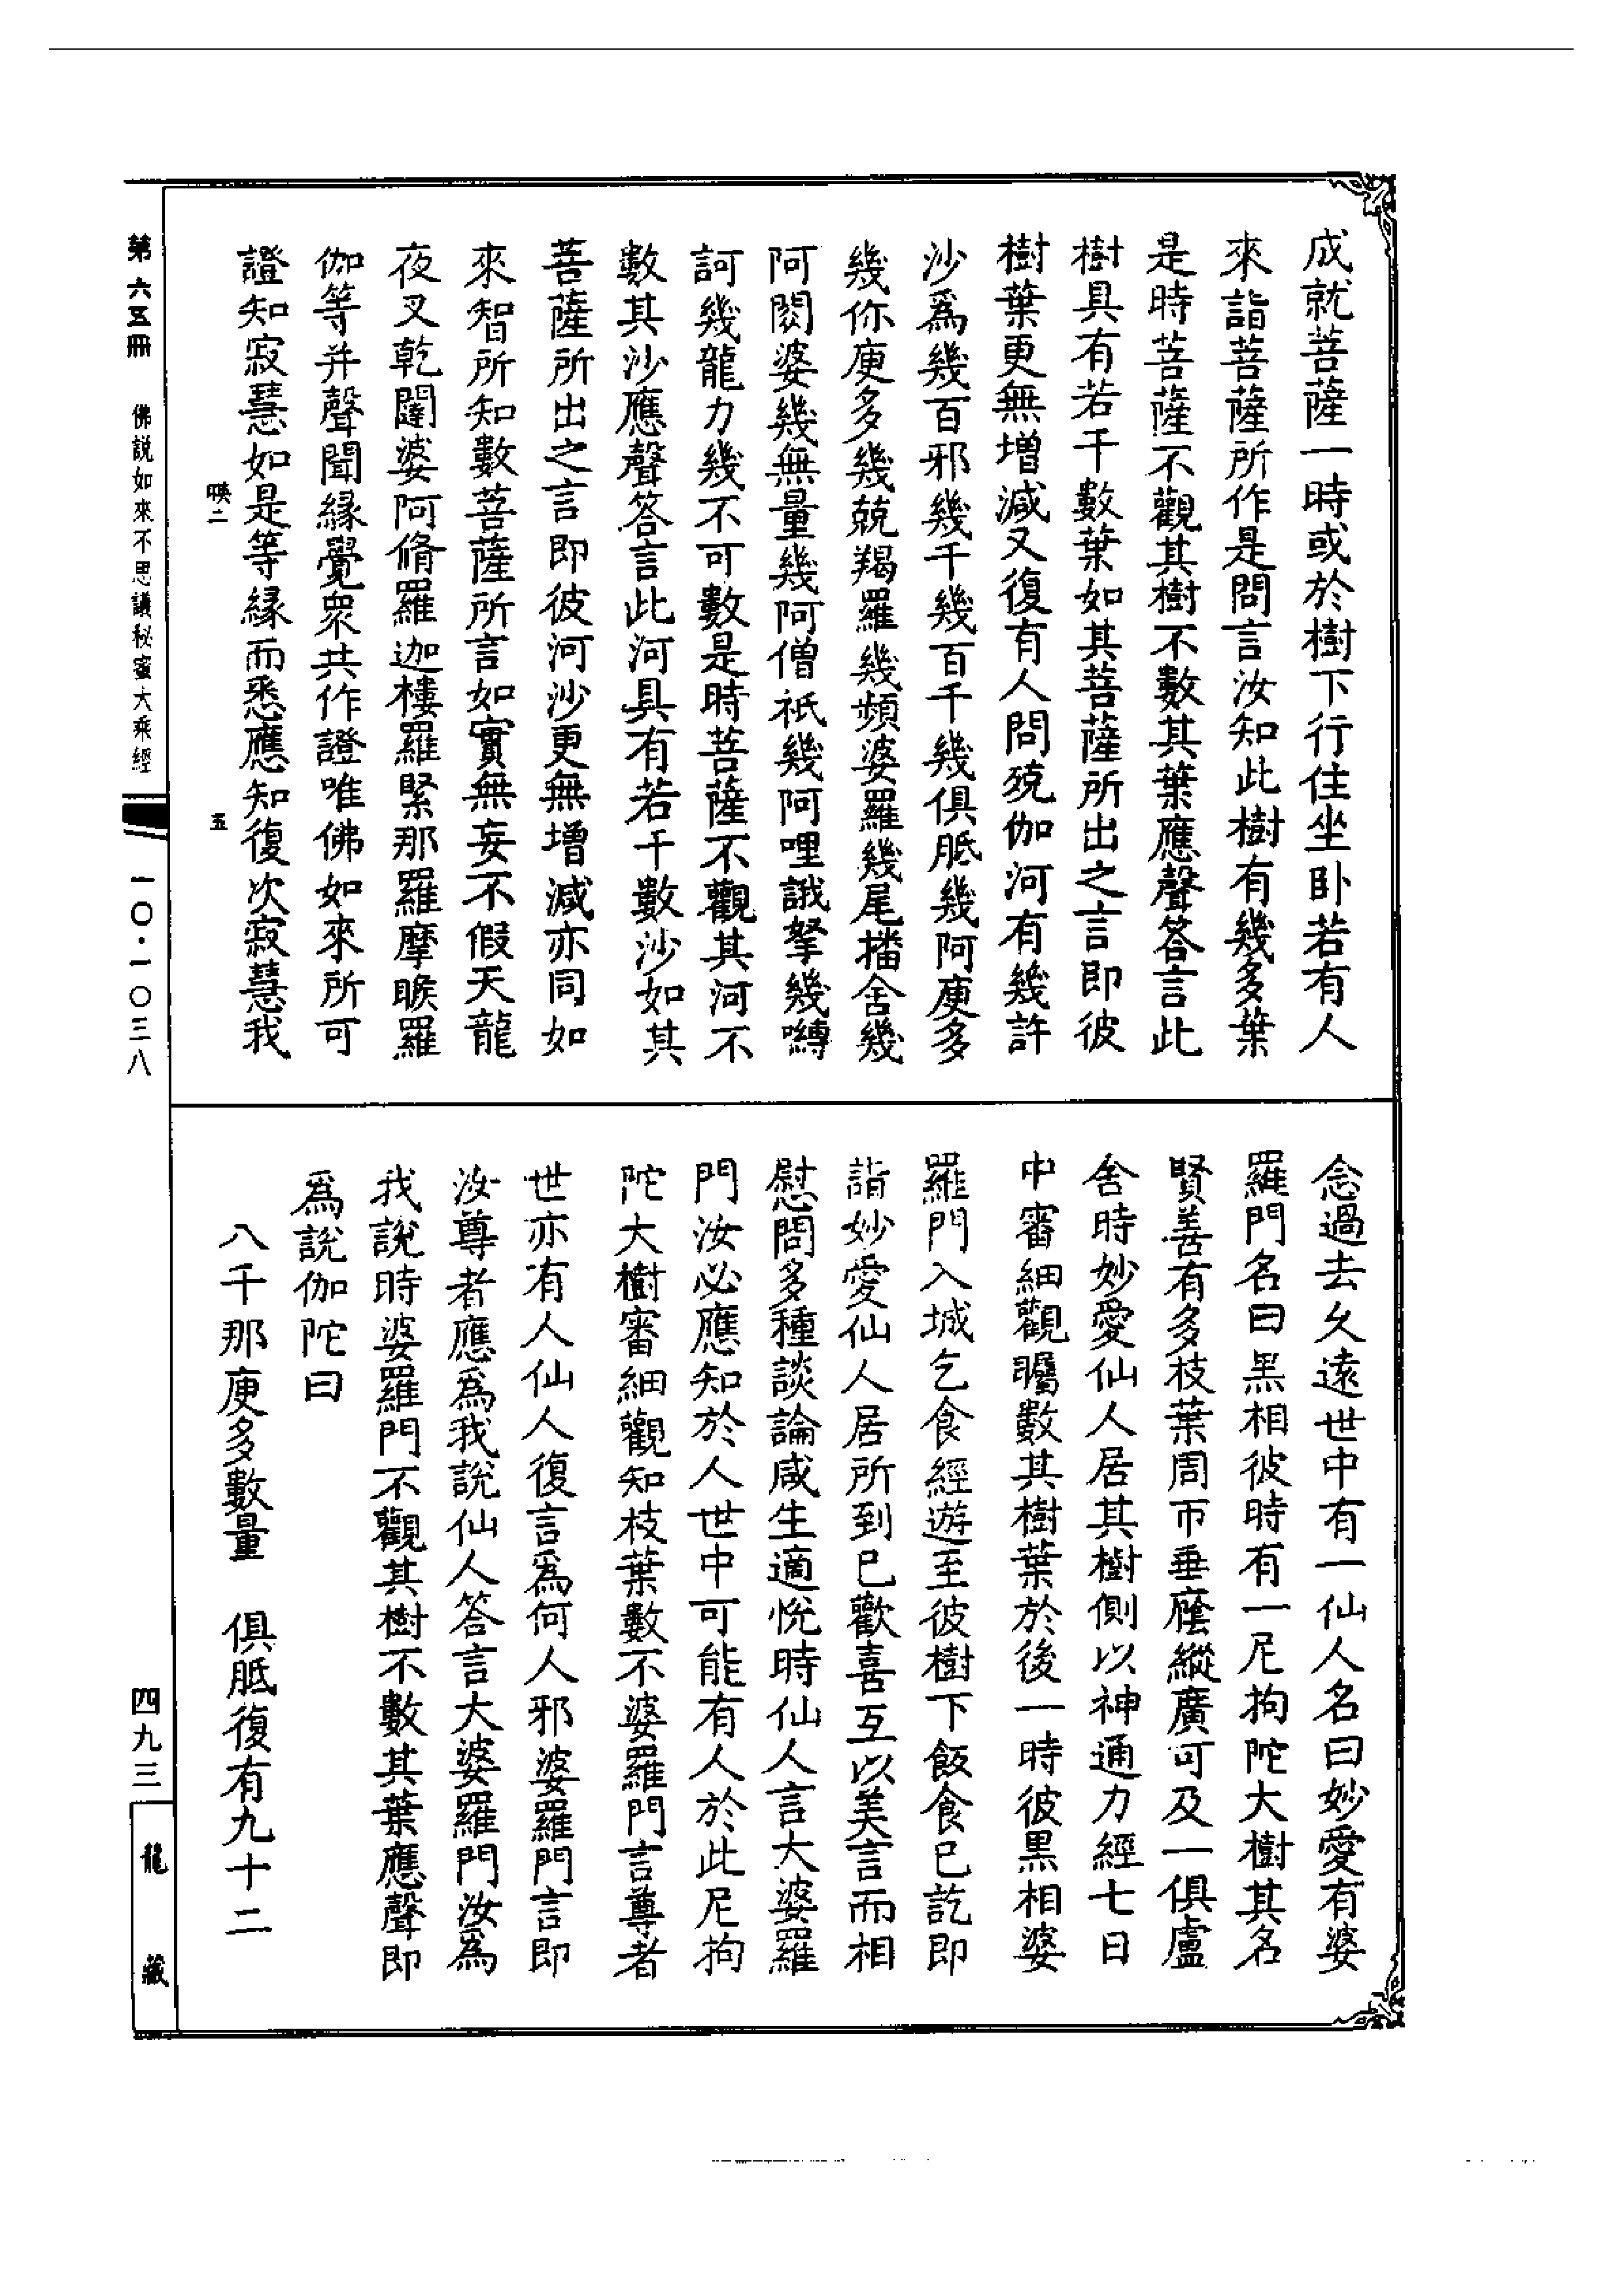 成就菩薩一時或於樹下行住坐卧若有人
來詣菩薩所作是問言汝知此樹有幾多葉
是時菩薩不觀其樹不數其葉應聲答言此
樹具有若干數葉如其菩薩所出之言即彼
樹葉更無增減又復有人問殑伽河有幾許
沙爲幾百邪幾千幾百千幾俱胝幾阿庾多
幾你庾多幾兢羯羅幾頻婆羅幾尾㩲舍幾
阿閦婆幾無量幾阿僧祇幾阿哩誐拏幾嚩
訶幾龍力幾不可數是時菩薩不觀其河不
數其沙應聲答言此河具有若干數沙如其
菩薩所出之言即彼河沙更無增減亦同如
來智所知數菩薩所言如實無妄不假天龍
夜叉乾闥婆阿脩羅迦樓羅緊那羅摩睺羅
伽等并聲聞緣覺衆共作證唯佛如來所可
證知寂慧如是等緣而悉應知復次寂慧我
念過去久遠世中有一仙人名曰妙愛有婆
羅門名曰黑相彼時有一尼拘陀大樹其名
賢善有多枝葉周帀垂廕縱廣可及一俱盧
舍時妙愛仙人居其樹側以神通力經七日
中審細觀矚數其樹葉於後一時彼黑相婆
羅門入城乞食經遊至彼樹下飯食已訖即
詣妙愛仙人居所到已歡喜互以美言而相
慰問多種談論咸生適悅時仙人言大婆羅
門汝必應知於人世中可能有人於此尼拘
陀大樹審細觀知枝葉數不婆羅門言尊者
世亦有人仙人復言爲何人邪婆羅門言即
汝尊者應爲我說仙人答言大婆羅門汝爲
我說時婆羅門不觀其樹不數其葉應聲即
爲說伽陀曰
八千那庾多數量　俱胝復有九十二
第六五冊　佛說如來不思議秘蜜大乘經　一〇·一〇三八　四九三　龍藏
暎二　五